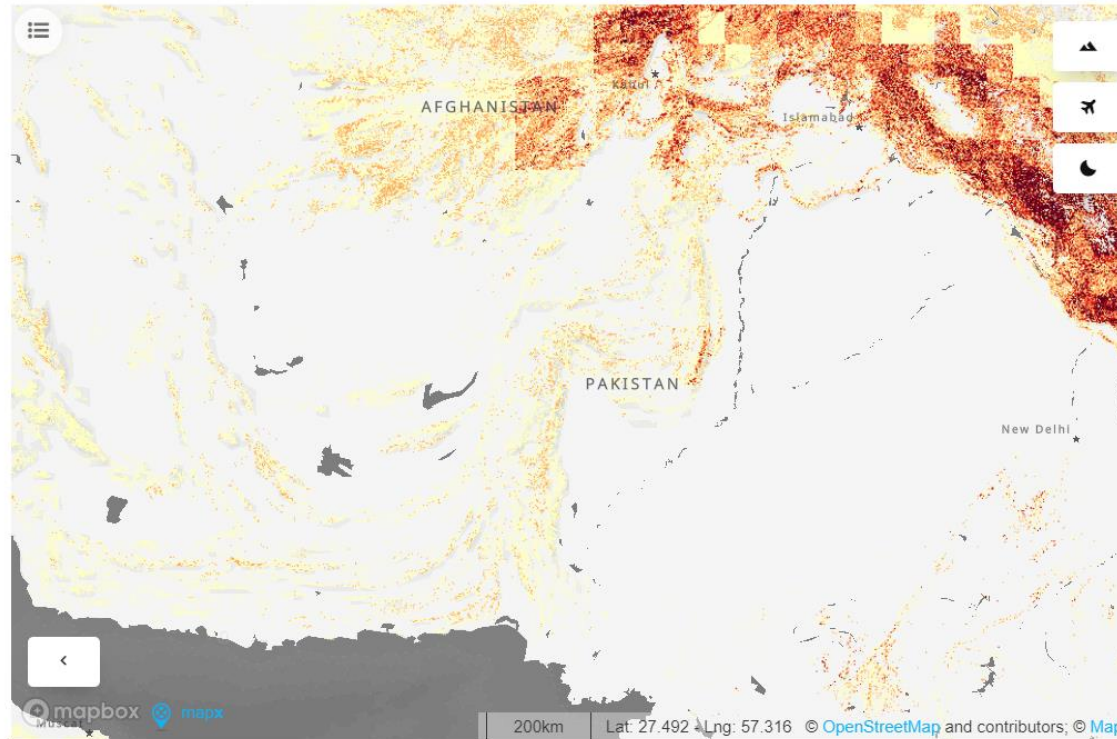 Kabul
AFGHANISTAN
Islamabad
PAKISTAN
New Delhi
mapbox mapx
Muscat
200km Lat: 27.492 - Lng: 57.316 © OpenStreetMap and contributors; © Map